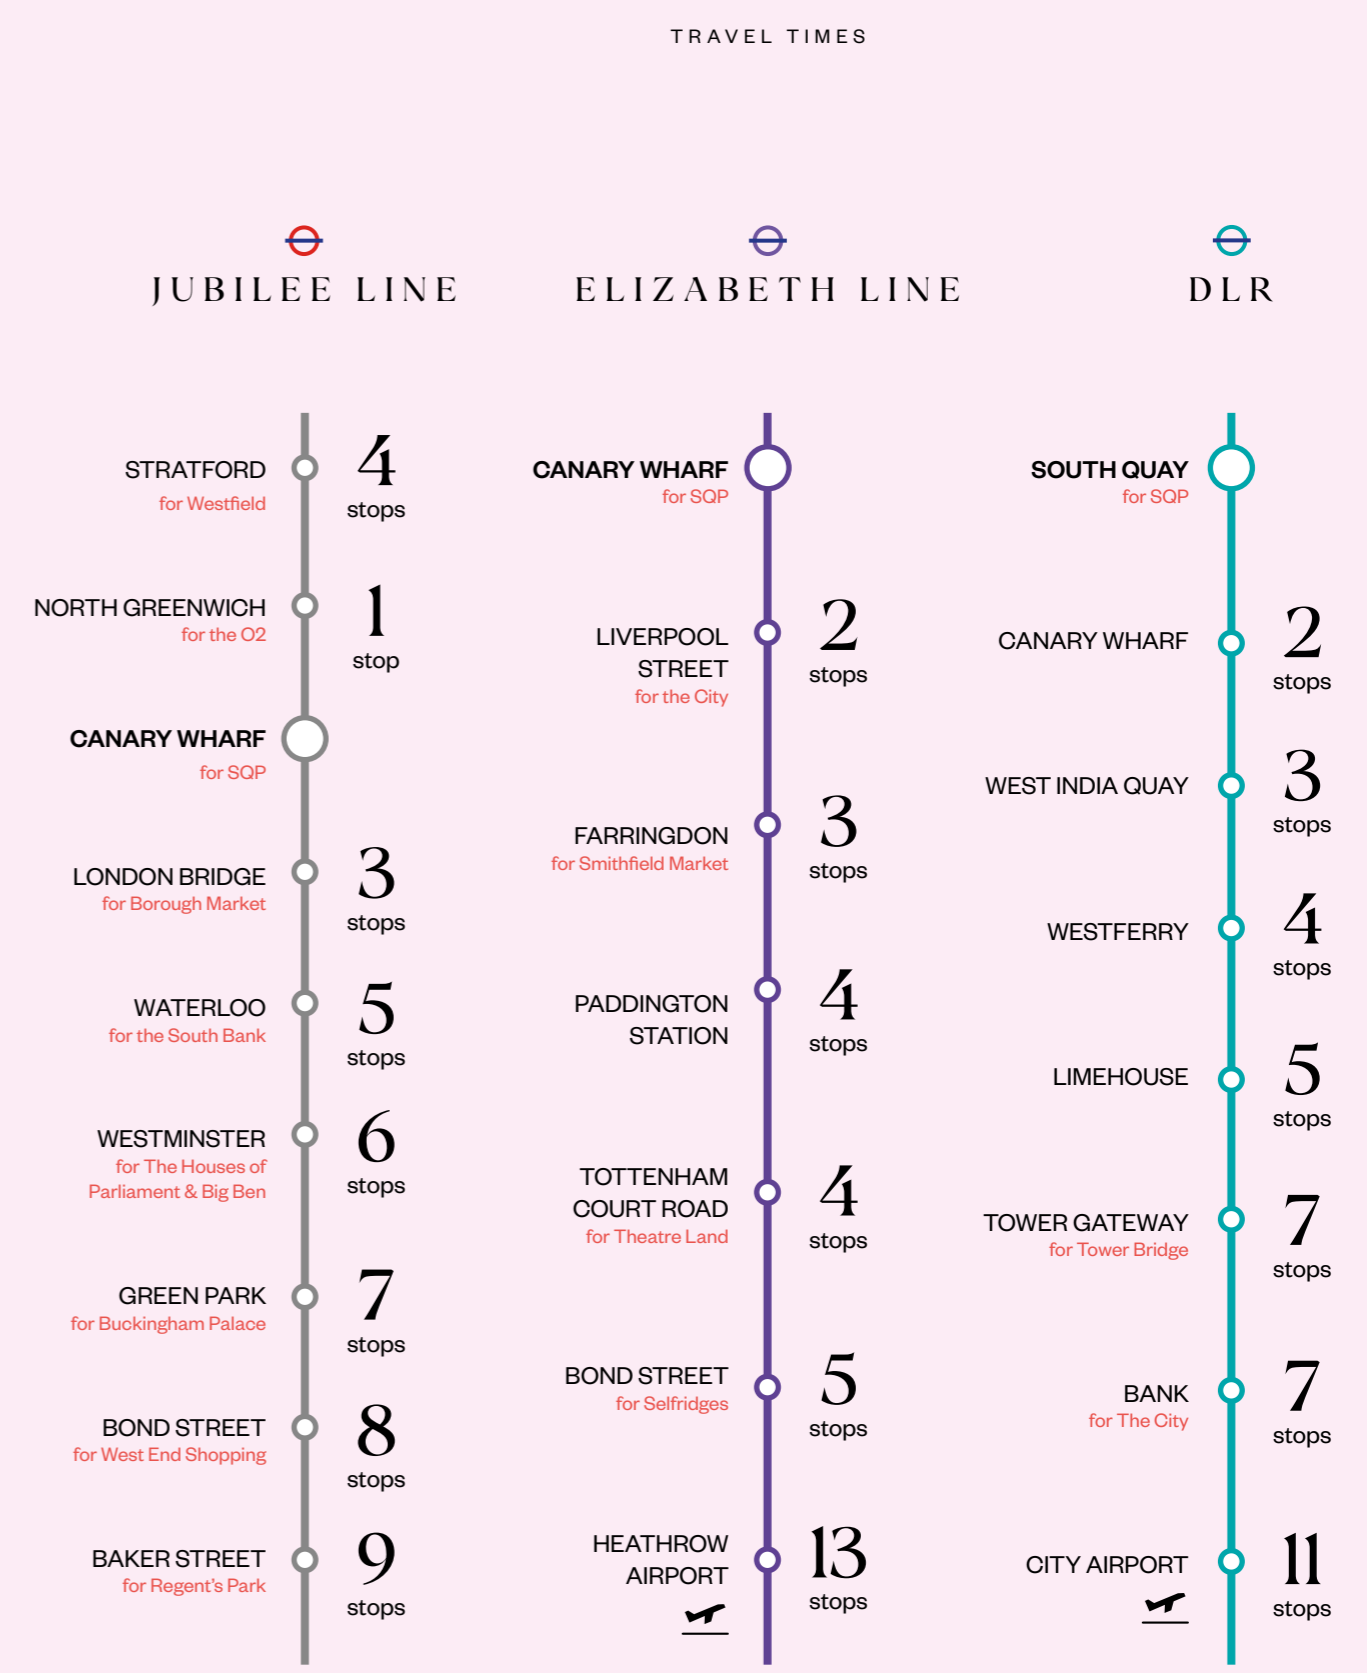 TRAVEL TIMES
JUBILEE LINE
STRATFORD
for Westfield
4
stops
NORTH GREENWICH
for the O2
1
stop
CANARY WHARF
for SQP
LONDON BRIDGE
for Borough Market
3
stops
WATERLOO
for the South Bank
5
stops
WESTMINSTER
for The Houses of
Parliament & Big Ben
6
stops
GREEN PARK
for Buckingham Palace
7
stops
BOND STREET
for West End Shopping
8
stops
BAKER STREET
for Regent's Park
9
stops
ELIZABETH LINE
CANARY WHARF
for SQP
LIVERPOOL
STREET
for the City
2
stops
FARRINGDON
for Smithfield Market
3
stops
PADDINGTON
STATION
4
stops
TOTTENHAM
COURT ROAD
for Theatre Land
4
stops
BOND STREET
for Selfridges
5
stops
HEATHROW
AIRPORT
13
stops
DLR
SOUTH QUAY
for SQP
CANARY WHARF
2
stops
WEST INDIA QUAY
3
stops
WESTFERRY
4
stops
LIMEHOUSE
5
stops
TOWER GATEWAY
for Tower Bridge
7
stops
BANK
for The City
7
stops
CITY AIRPORT
11
stops